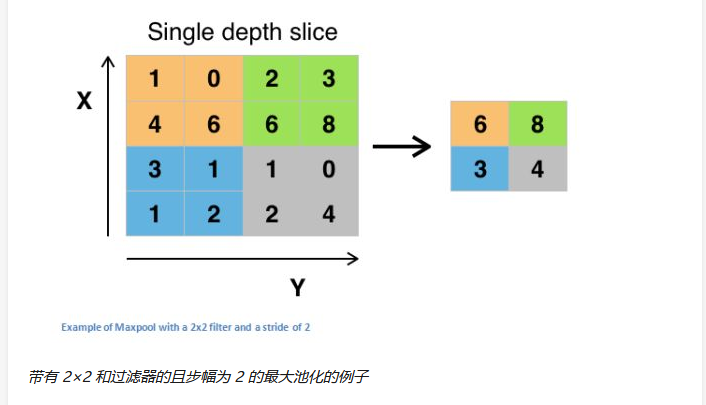 Single depth slice
X
1 0 2 3
4 6 6 8
3 1 1 0
1 2 2 4
6 8
3 4
Y
Example of Maxpool with a 2x2 filter and a stride of 2
带有 2×2 和过滤器的且步幅为 2 的最大池化的例子